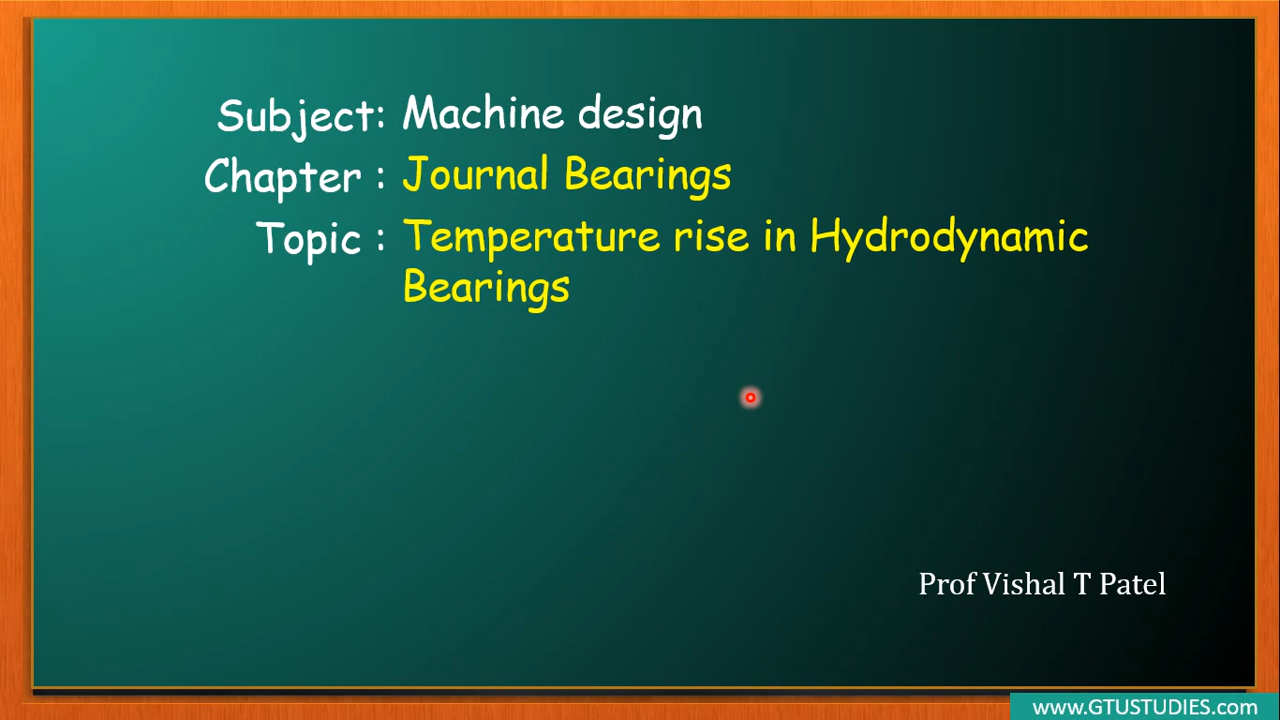 Subject: Machine design
Chapter : Journal Bearings
Topic : Temperature rise in Hydrodynamic
Bearings
Prof Vishal T Patel
www.GTUSTUDIES.com